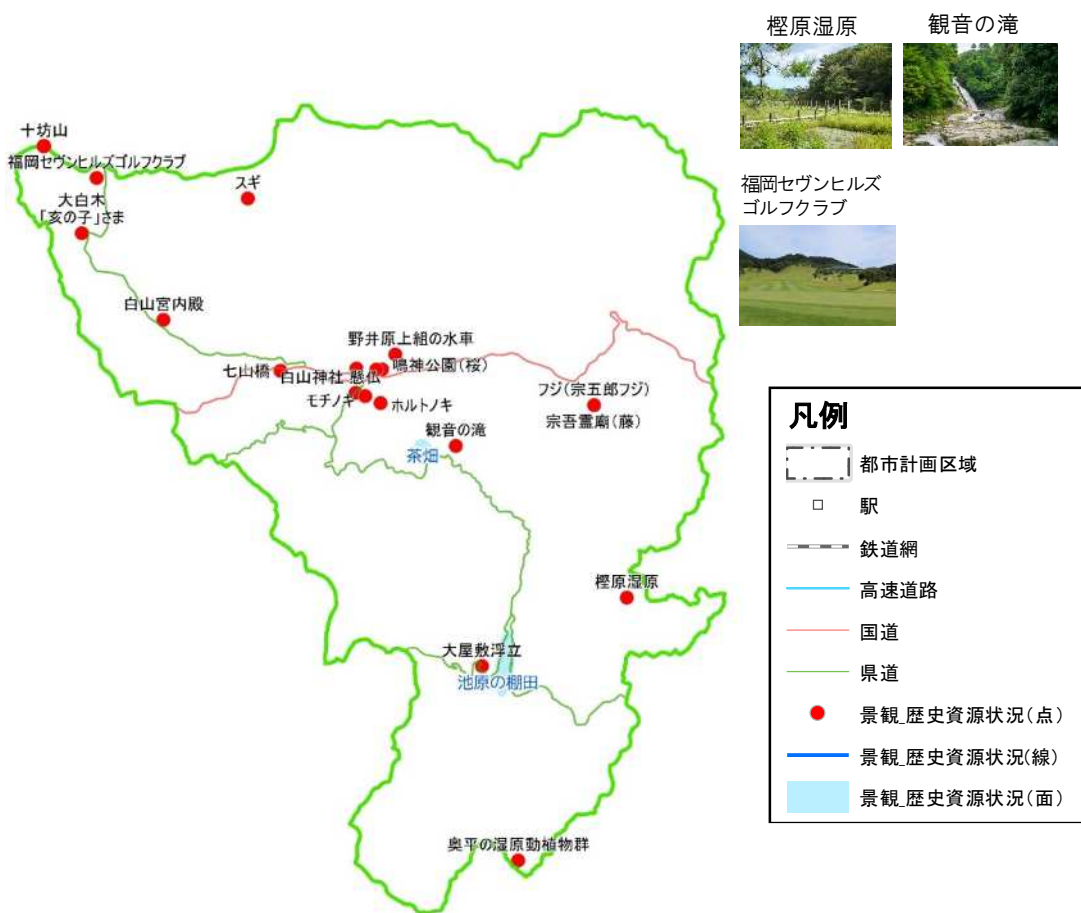 樫原湿原
観音の滝
福岡セヴンヒルズ
ゴルフクラブ
十坊山
福岡セヴンヒルズゴルフクラブ
大白木
「亥の子」さま
スギ
白山宮内殿
野井原上組の水車
七山橋
白山神社 懸仏
鳴神公園(桜)
モチノキ
ホルトノキ
フジ(宗五郎フジ)
宗吾霊廟(藤)
観音の滝
茶畑
樫原湿原
大屋敷浮立
池原の棚田
奥平の湿原動植物群
凡例
都市計画区域
駅
鉄道網
高速道路
国道
県道
景観_歴史資源状況(点)
景観_歴史資源状況(線)
景観_歴史資源状況(面)